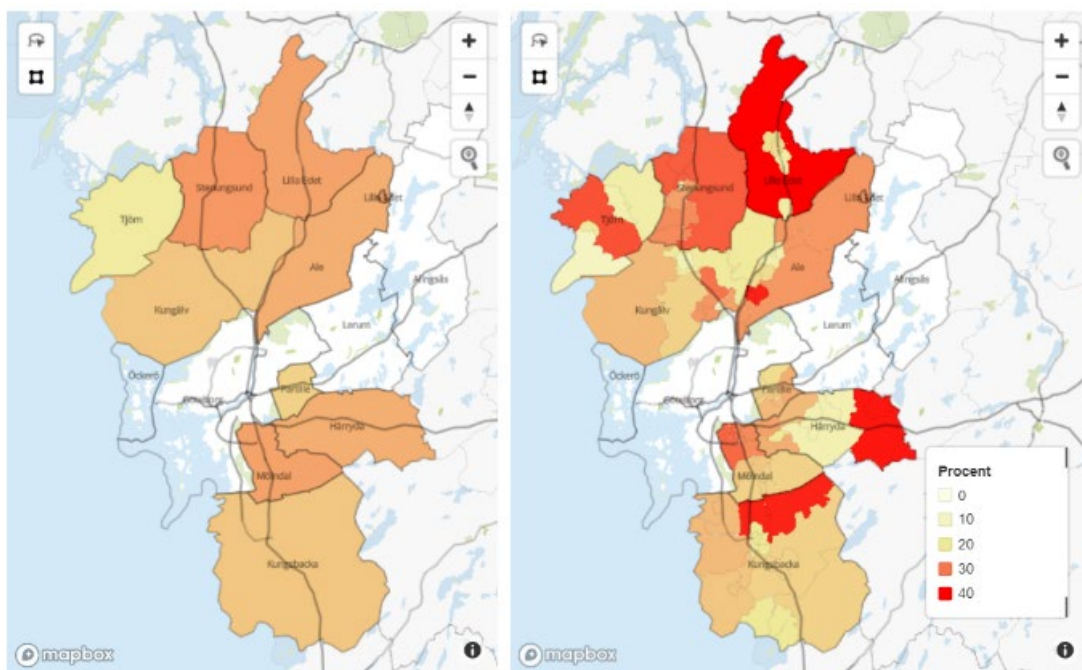 Tjörn
Stenungsund
Lilla Edet
Lilla Edet
Ale
Alingsås
Kungälv
Lerum
Öckerö
Partille
Göteborg
Härryda
Mölndal
Kungsbacka
mapbox
Tjörn
Stenungsund
Lilla Edet
Lilla Edet
Ale
Alingsås
Kungälv
Lerum
Öckerö
Partille
Göteborg
Härryda
Mölndal
Kungsbacka
Procent
0
10
20
30
40
mapbox